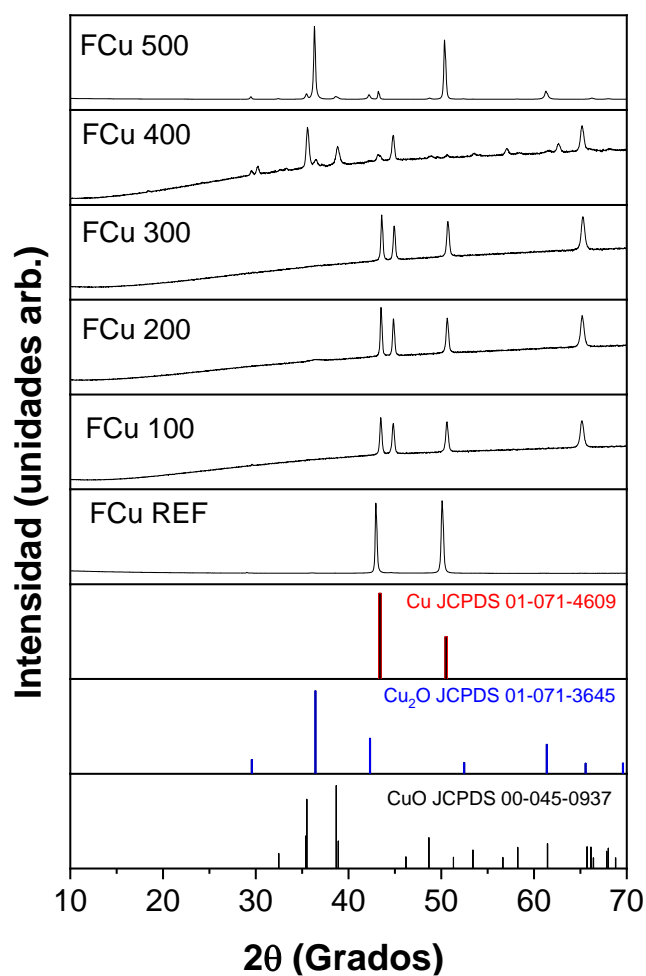 FCu 500
FCu 400
FCu 300
FCu 200
FCu 100
FCu REF
Cu JCPDS 01-071-4609
Cu₂O JCPDS 01-071-3645
CuO JCPDS 00-045-0937
Intensidad (unidades arb.)
10 20 30 40 50 60 70
2θ (Grados)